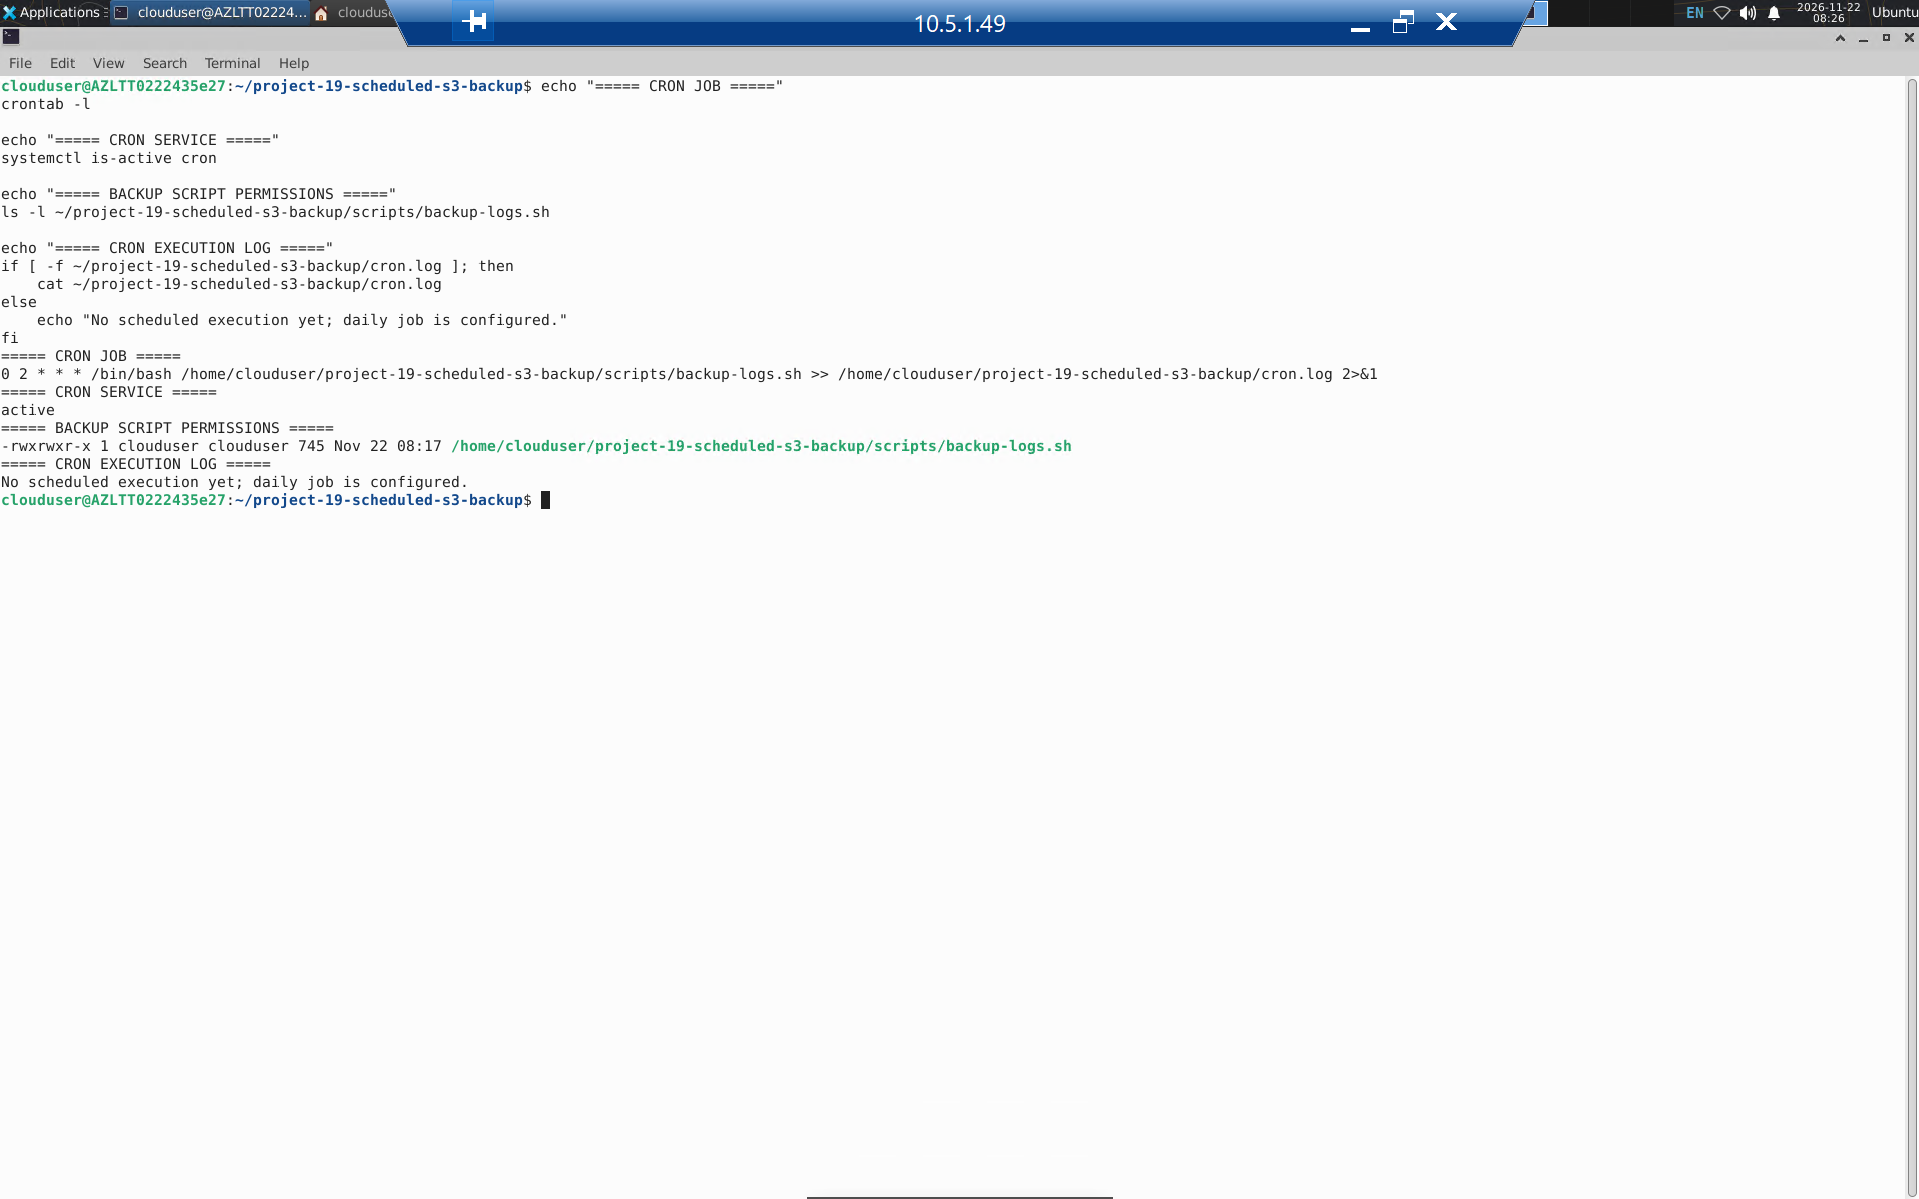 Applications clouduser@AZLTT02224... clouduse 10.5.1.49 EN 2026-11-22 08:26 Ubuntu
File Edit View Search Terminal Help
clouduser@AZLTT0222435e27:~/project-19-scheduled-s3-backup$ echo "===== CRON JOB ====="
crontab -l
echo "===== CRON SERVICE ====="
systemctl is-active cron
echo "===== BACKUP SCRIPT PERMISSIONS ====="
ls -l ~/project-19-scheduled-s3-backup/scripts/backup-logs.sh
echo "===== CRON EXECUTION LOG ====="
if [ -f ~/project-19-scheduled-s3-backup/cron.log ]; then
    cat ~/project-19-scheduled-s3-backup/cron.log
else
    echo "No scheduled execution yet; daily job is configured."
fi
===== CRON JOB =====
0 2 * * * /bin/bash /home/clouduser/project-19-scheduled-s3-backup/scripts/backup-logs.sh >> /home/clouduser/project-19-scheduled-s3-backup/cron.log 2>&1
===== CRON SERVICE =====
active
===== BACKUP SCRIPT PERMISSIONS =====
-rwxrwxr-x 1 clouduser clouduser 745 Nov 22 08:17 /home/clouduser/project-19-scheduled-s3-backup/scripts/backup-logs.sh
===== CRON EXECUTION LOG =====
No scheduled execution yet; daily job is configured.
clouduser@AZLTT0222435e27:~/project-19-scheduled-s3-backup$